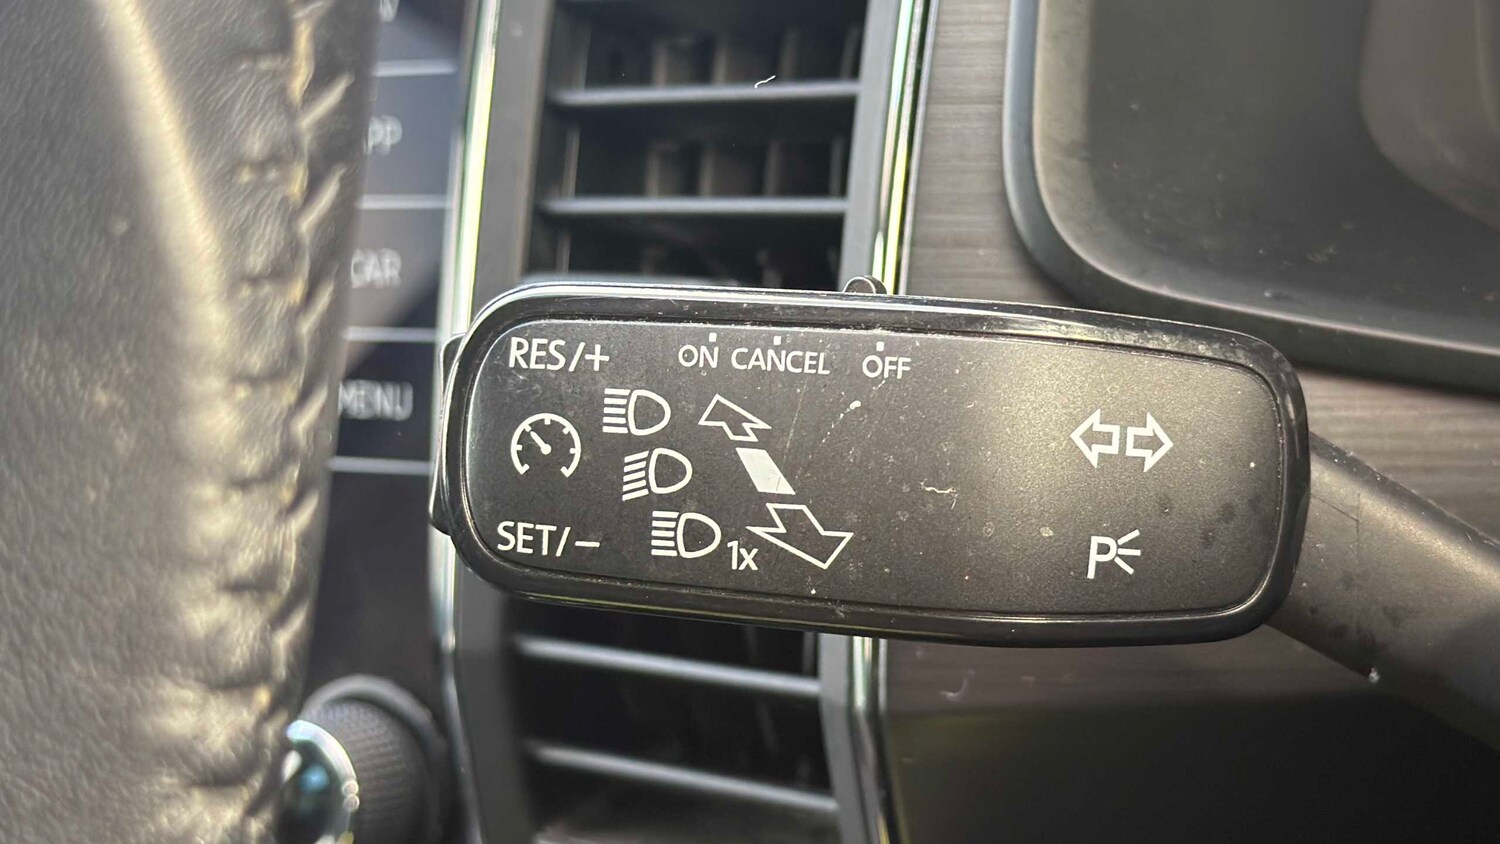 CAR
MENU
RES/+
ON CANCEL OFF
SET/−
1x
P